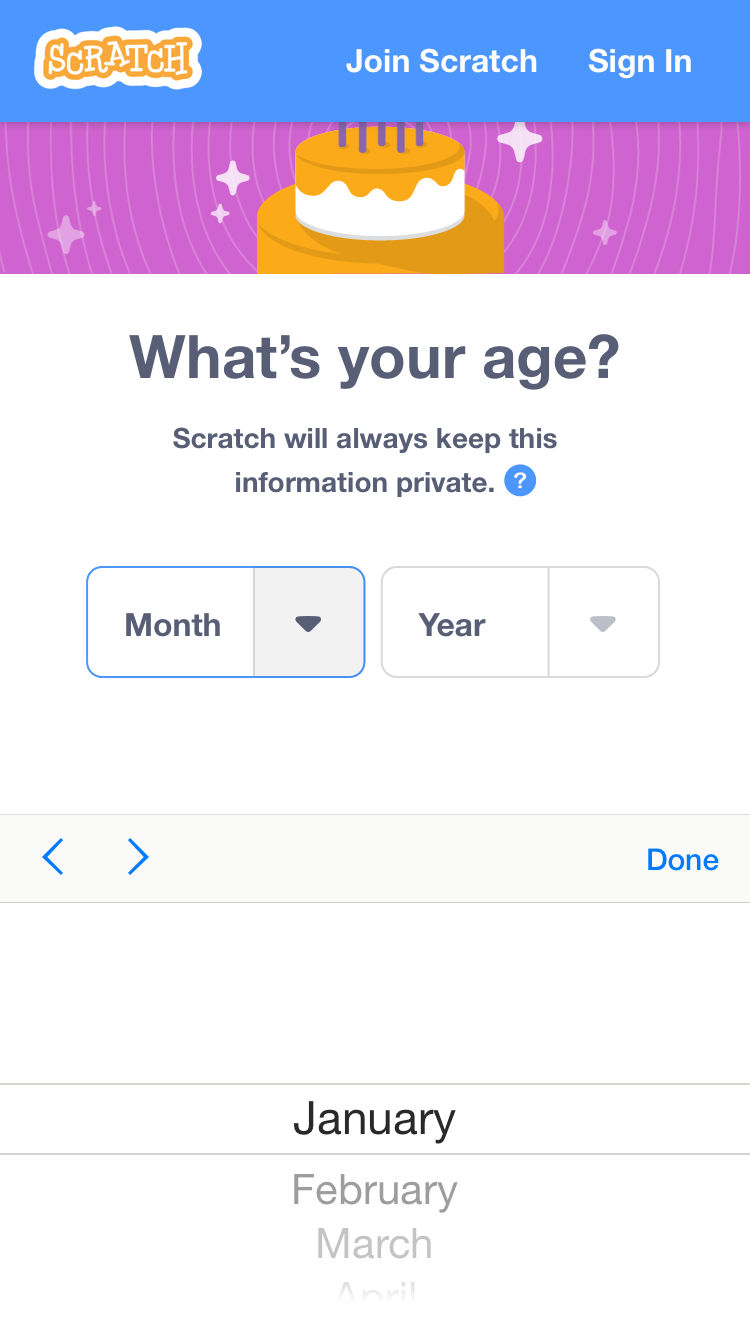 SCRATCH
Join Scratch
Sign In
What’s your age?
Scratch will always keep this
information private. ?
Month
Year
Done
January
February
March
April